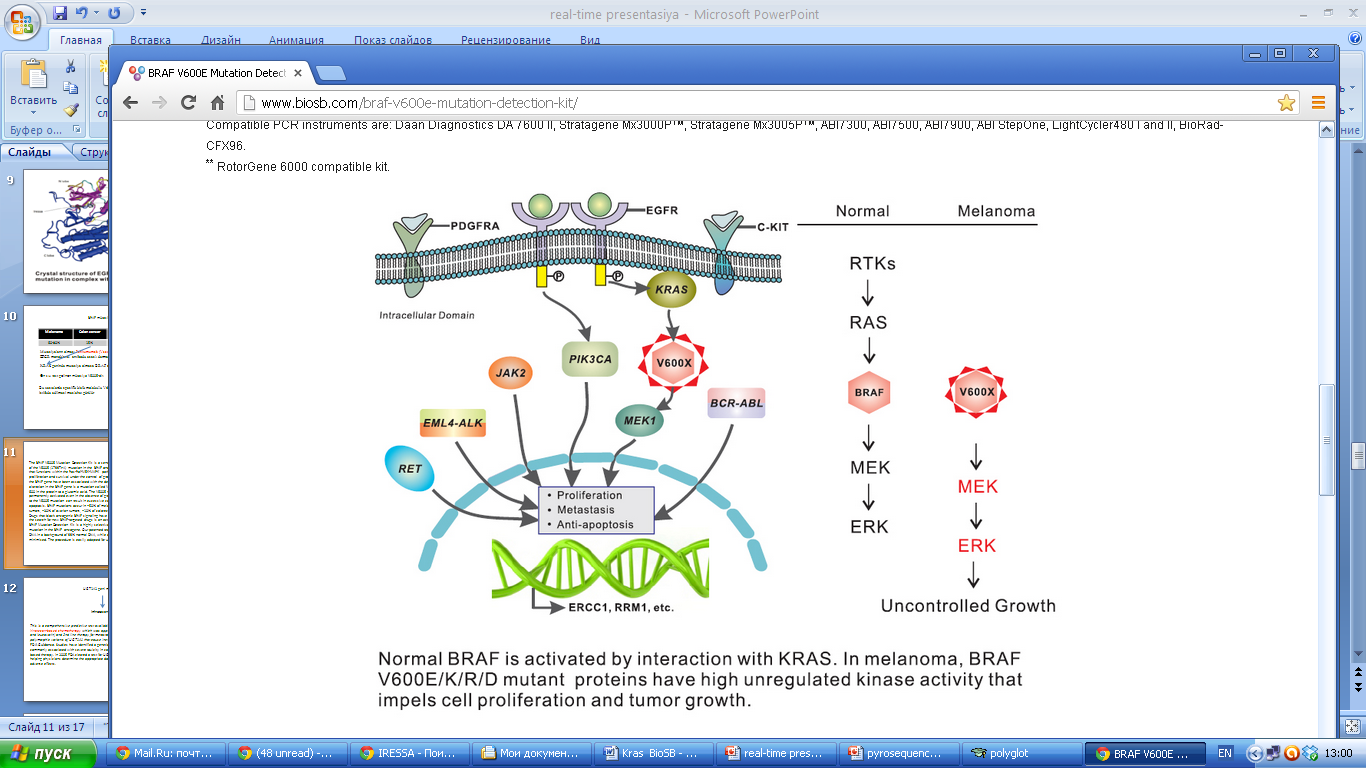 real-time presentasiya - Microsoft PowerPoint
Главная Вставка Дизайн Анимация Показ слайдов Рецензирование Вид
Вставить
Буфер о...
Слайды Струк
BRAF V600E Mutation Detect
www.biosb.com/braf-v600e-mutation-detection-kit/
Compatible PCR instruments are: Daan Diagnostics DA 7600 II, Stratagene Mx3000P™, Stratagene Mx3005P™, ABI7300, ABI7500, ABI7900, ABI StepOne, LightCycler480 I and II, BioRad-
CFX96.
** RotorGene 6000 compatible kit.
PDGFRA
EGFR
C-KIT
P
P
KRAS
Intracellular Domain
PIK3CA
V600X
JAK2
BCR-ABL
EML4-ALK
MEK1
RET
• Proliferation
• Metastasis
• Anti-apoptosis
ERCC1, RRM1, etc.
Normal Melanoma
RTKs
RAS
BRAF V600X
MEK
MEK
ERK
ERK
Uncontrolled Growth
Normal BRAF is activated by interaction with KRAS. In melanoma, BRAF
V600E/K/R/D mutant proteins have high unregulated kinase activity that
impels cell proliferation and tumor growth.
9
Crystal structure of EG
mutation in complex wit
10
11
12
Слайд 11 из 17
пуск
Mail.Ru: почт...
(48 unread) -...
IRESSA - Пои...
Мои докумен...
Kras BioSB - ...
real-time pres...
pyrosequenc...
polyglot
BRAF V600E ...
EN
13:00